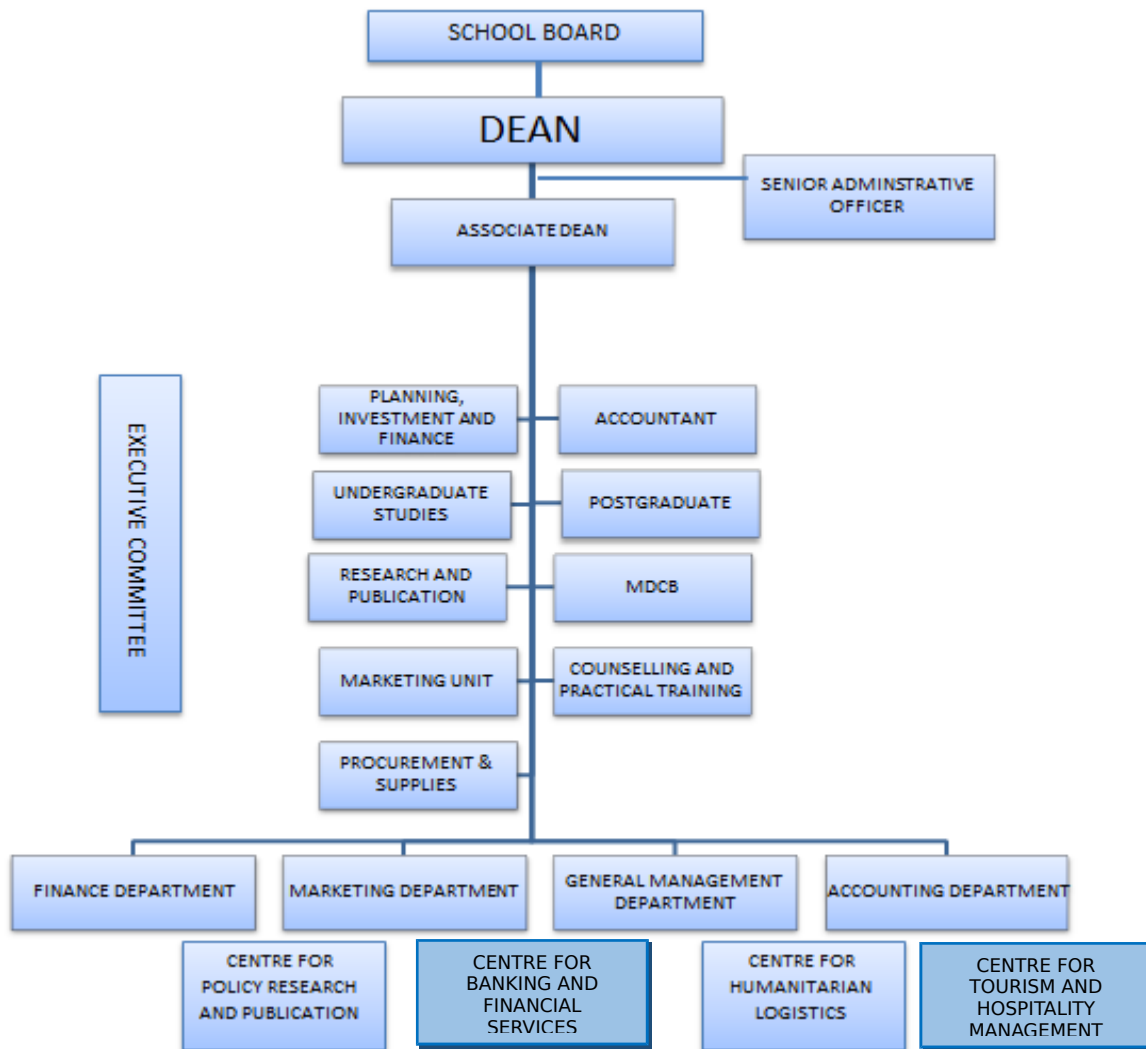 SCHOOL BOARD
DEAN
SENIOR ADMINSTRATIVE
OFFICER
ASSOCIATE DEAN
EXECUTIVE COMMITTEE
PLANNING,
INVESTMENT AND
FINANCE
ACCOUNTANT
UNDERGRADUATE
STUDIES
POSTGRADUATE
RESEARCH AND
PUBLICATION
MDCB
MARKETING UNIT
COUNSELLING AND
PRACTICAL TRAINING
PROCUREMENT &
SUPPLIES
FINANCE DEPARTMENT
MARKETING DEPARTMENT
GENERAL MANAGEMENT
DEPARTMENT
ACCOUNTING DEPARTMENT
CENTRE FOR
POLICY RESEARCH
AND PUBLICATION
CENTRE FOR
BANKING AND
FINANCIAL
SERVICES
CENTRE FOR
HUMANITARIAN
LOGISTICS
CENTRE FOR
TOURISM AND
HOSPITALITY
MANAGEMENT